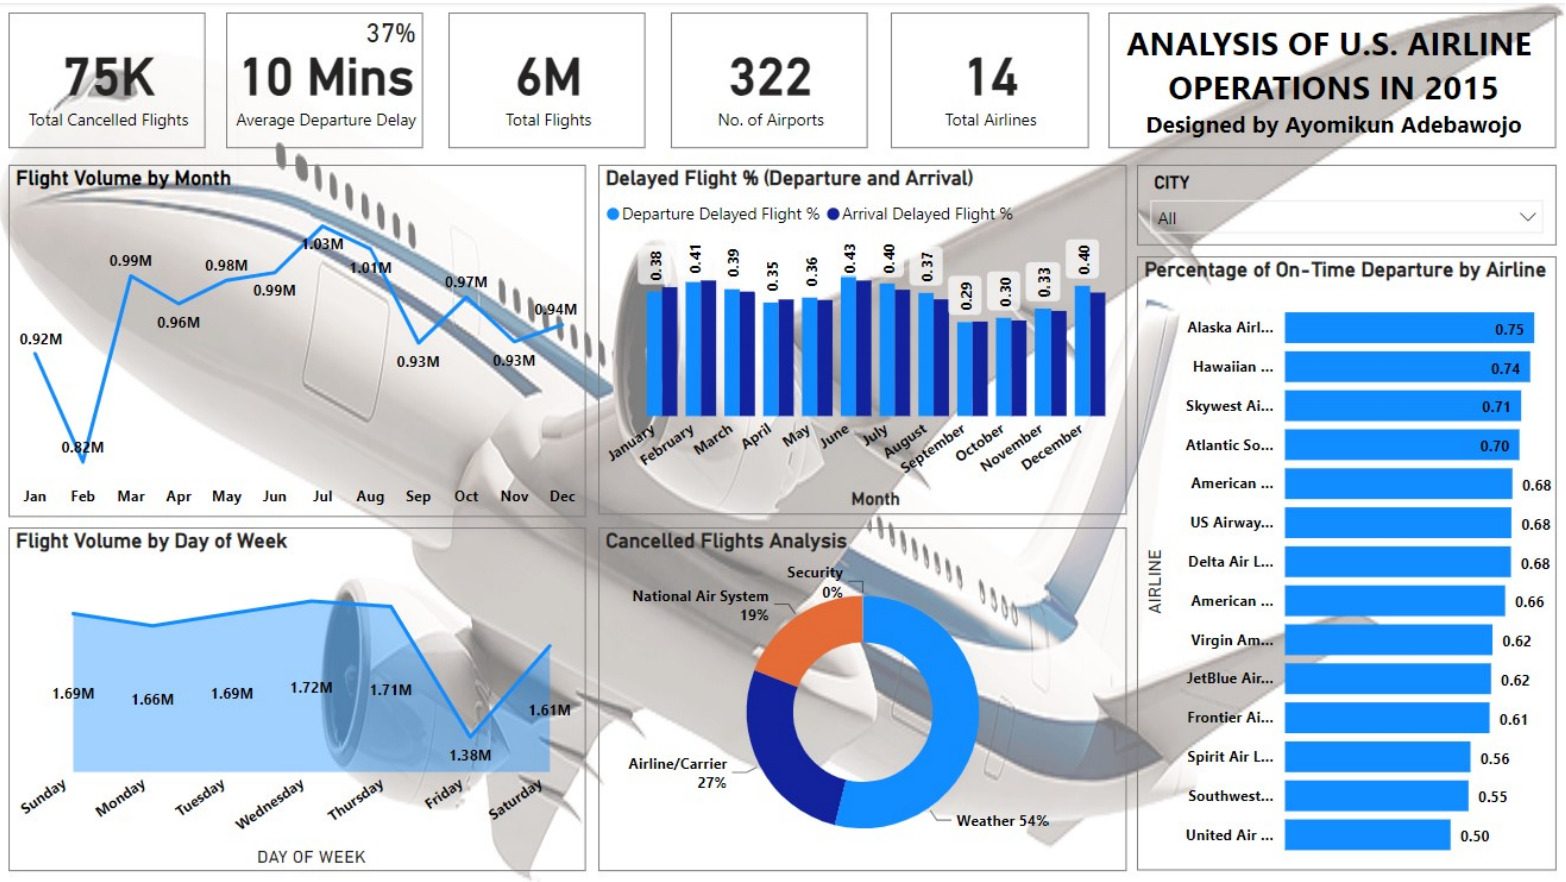 75K
Total Cancelled Flights
37%
10 Mins
Average Departure Delay
6M
Total Flights
322
No. of Airports
14
Total Airlines
ANALYSIS OF U.S. AIRLINE
OPERATIONS IN 2015
Designed by Ayomikun Adebawojo
Flight Volume by Month
1.03M
1.01M
0.99M
0.98M
0.99M
0.97M
0.96M
0.94M
0.92M
0.93M
0.93M
0.82M
Jan Feb Mar Apr May Jun Jul Aug Sep Oct Nov Dec
Delayed Flight % (Departure and Arrival)
Departure Delayed Flight % Arrival Delayed Flight %
0.38 0.41 0.39 0.35 0.36 0.43 0.40 0.37 0.29 0.30 0.33 0.40
January February March April May June July August September October November December
Month
CITY
All
Percentage of On-Time Departure by Airline
AIRLINE
Alaska Airl... 0.75
Hawaiian ... 0.74
Skywest Ai... 0.71
Atlantic So... 0.70
American ... 0.68
US Airway... 0.68
Delta Air L... 0.68
American ... 0.66
Virgin Am... 0.62
JetBlue Air... 0.62
Frontier Ai... 0.61
Spirit Air L... 0.56
Southwest... 0.55
United Air ... 0.50
Flight Volume by Day of Week
1.69M 1.66M 1.69M 1.72M 1.71M 1.38M 1.61M
Sunday Monday Tuesday Wednesday Thursday Friday Saturday
DAY OF WEEK
Cancelled Flights Analysis
Security
0%
National Air System
19%
Airline/Carrier
27%
Weather 54%